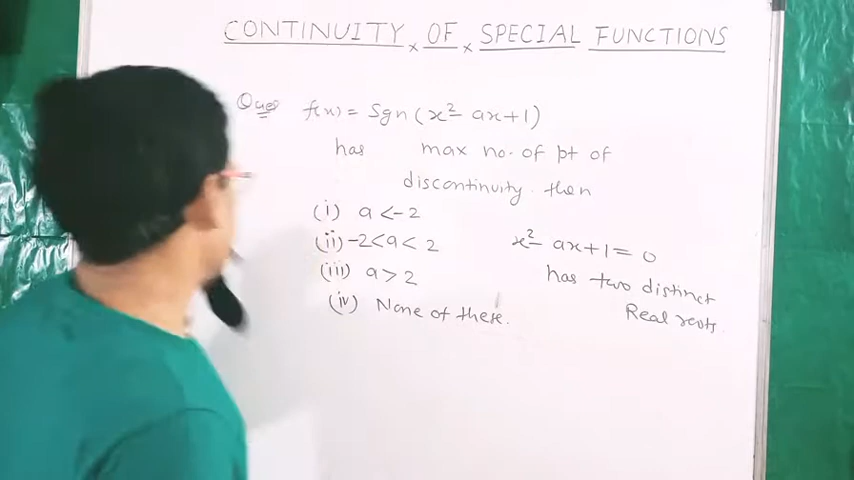 CONTINUITY OF SPECIAL FUNCTIONS
Ques f(x) = Sgn (x²- ax+1)
has max no. of pt of
discontinuity. then
(i) a <-2
(ii) -2<a< 2
(iii) a > 2
(iv) None of these.
x²- ax+1 = 0
has two distinct
Real roots.